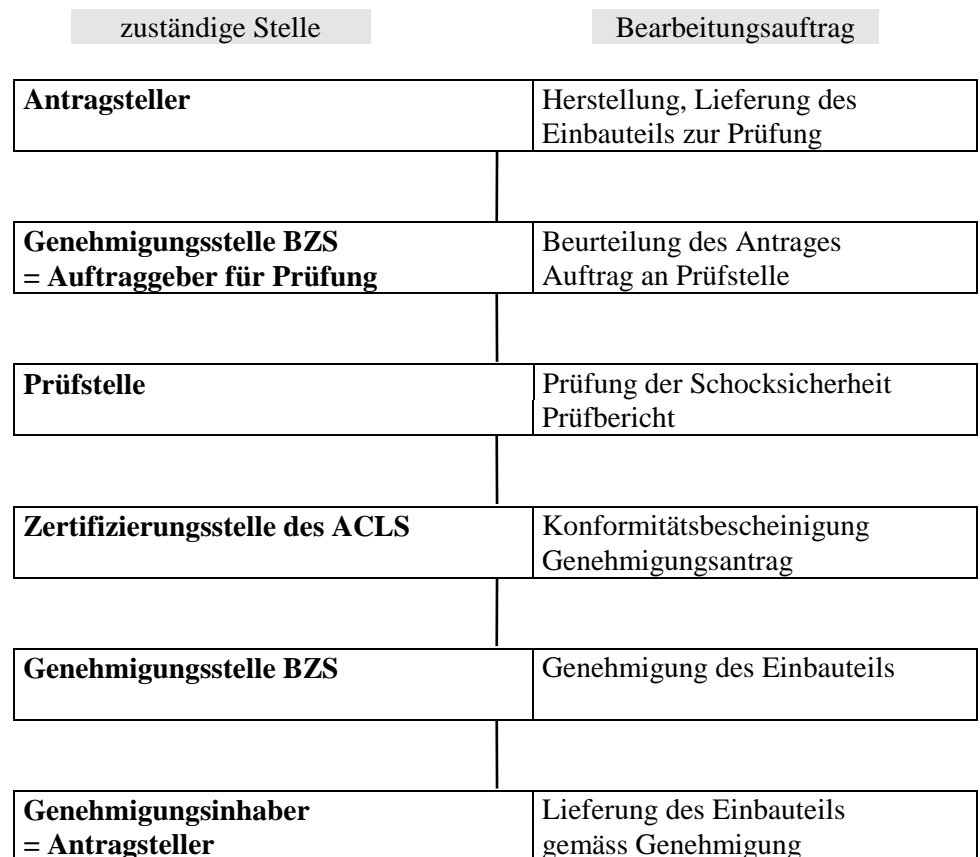 zuständige Stelle
Bearbeitungsauftrag
Antragsteller
Herstellung, Lieferung des
Einbauteils zur Prüfung
Genehmigungsstelle BZS
= Auftraggeber für Prüfung
Beurteilung des Antrages
Auftrag an Prüfstelle
Prüfstelle
Prüfung der Schocksicherheit
Prüfbericht
Zertifizierungsstelle des ACLS
Konformitätsbescheinigung
Genehmigungsantrag
Genehmigungsstelle BZS
Genehmigung des Einbauteils
Genehmigungsinhaber
= Antragsteller
Lieferung des Einbauteils
gemäss Genehmigung